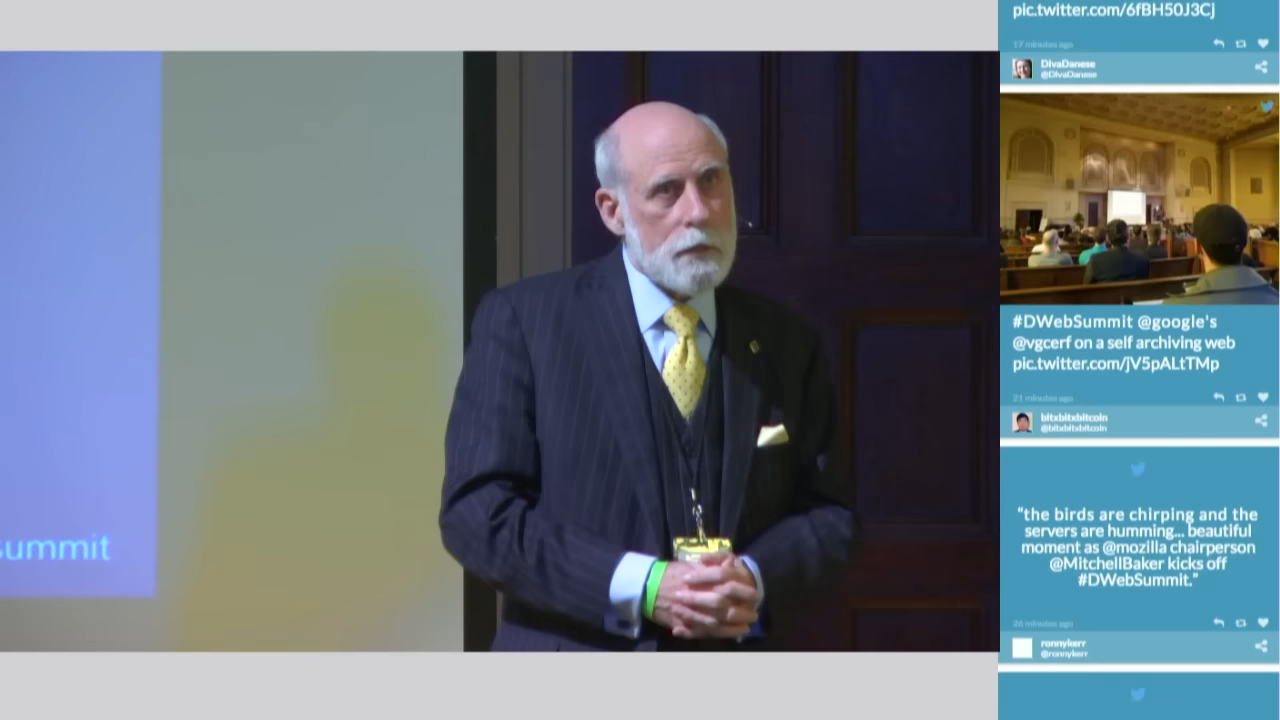 summit
pic.twitter.com/6fBH50J3Cj
17 minutes ago
DivaDanese
@DivaDanese
#DWebSummit @google's
@vgcerf on a self archiving web
pic.twitter.com/jV5pALtTMp
21 minutes ago
bitxbitxbitcoin
@bitxbitxbitcoin
“the birds are chirping and the
servers are humming... beautiful
moment as @mozilla chairperson
@MitchellBaker kicks off
#DWebSummit.”
26 minutes ago
ronnykerr
@ronnykerr